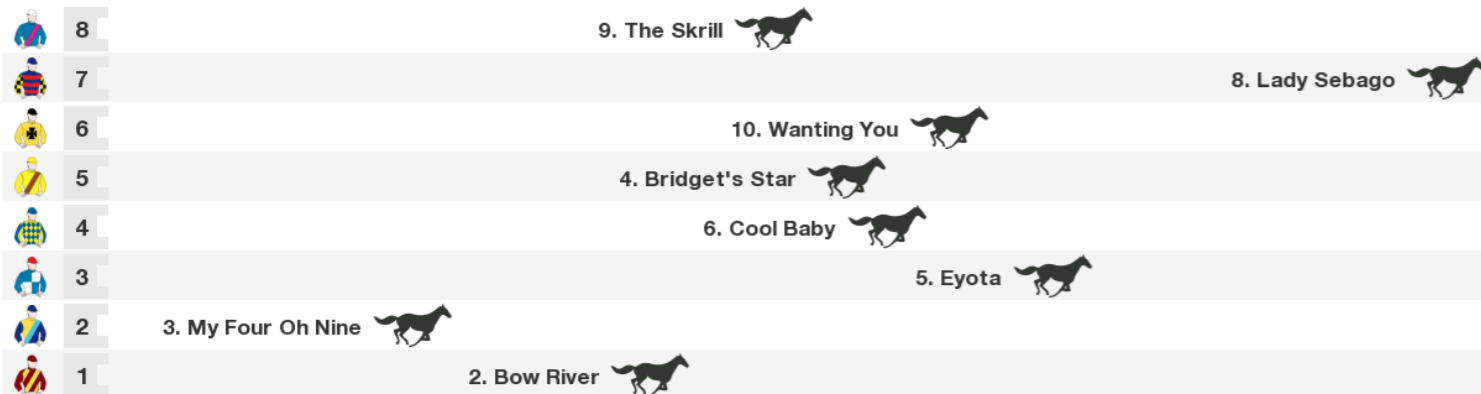 8 9. The Skrill
7 8. Lady Sebago
6 10. Wanting You
5 4. Bridget's Star
4 6. Cool Baby
3 5. Eyota
2 3. My Four Oh Nine
1 2. Bow River